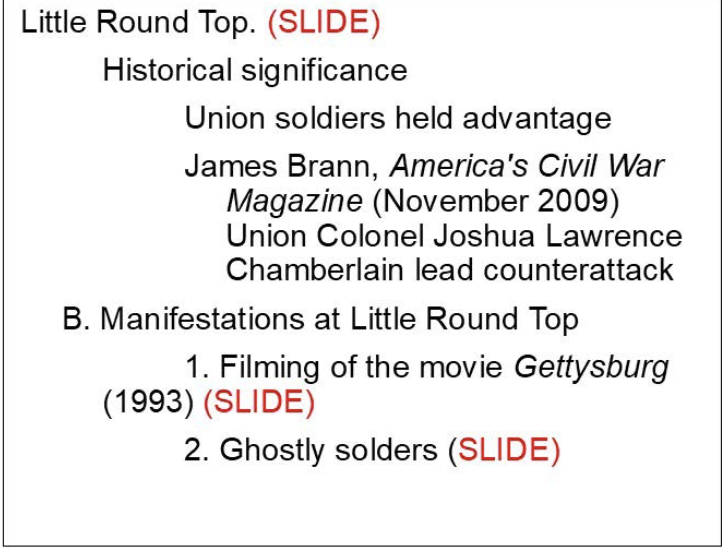 Little Round Top. (SLIDE)
Historical significance
Union soldiers held advantage
James Brann, America's Civil War
Magazine (November 2009)
Union Colonel Joshua Lawrence
Chamberlain lead counterattack
B. Manifestations at Little Round Top
1. Filming of the movie Gettysburg
(1993) (SLIDE)
2. Ghostly solders (SLIDE)